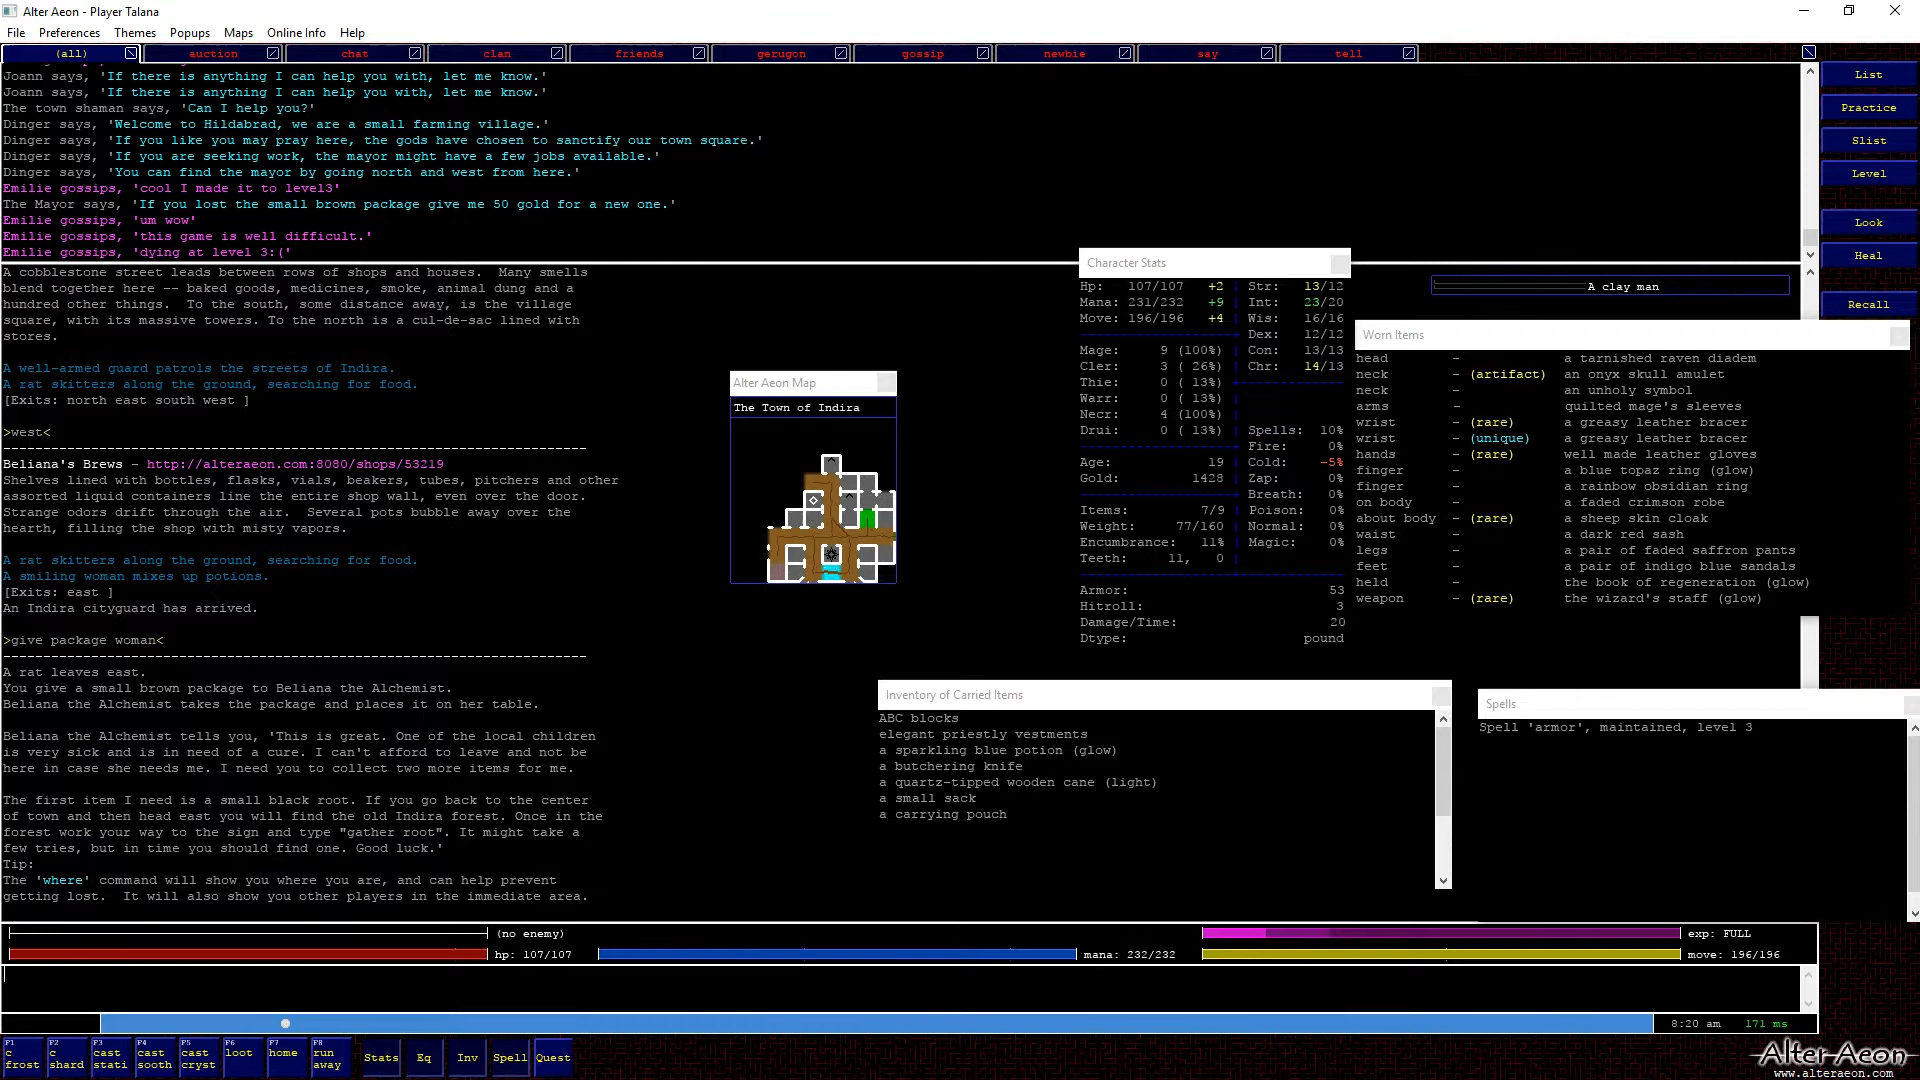 Alter Aeon - Player Talana
File Preferences Themes Popups Maps Online Info Help
(all) auction chat clan friends gerugon gossip newbie say tell
Joann says, 'If there is anything I can help you with, let me know.'
Joann says, 'If there is anything I can help you with, let me know.'
The town shaman says, 'Can I help you?'
Dinger says, 'Welcome to Hildabrad, we are a small farming village.'
Dinger says, 'If you like you may pray here, the gods have chosen to sanctify our town square.'
Dinger says, 'If you are seeking work, the mayor might have a few jobs available.'
Dinger says, 'You can find the mayor by going north and west from here.'
Emilie gossips, 'cool I made it to level3'
The Mayor says, 'If you lost the small brown package give me 50 gold for a new one.'
Emilie gossips, 'um wow'
Emilie gossips, 'this game is well difficult.'
Emilie gossips, 'dying at level 3:('
A cobblestone street leads between rows of shops and houses.  Many smells
blend together here -- baked goods, medicines, smoke, animal dung and a
hundred other things.  To the south, some distance away, is the village
square, with its massive towers. To the north is a cul-de-sac lined with
stores.
A well-armed guard patrols the streets of Indira.
A rat skitters along the ground, searching for food.
[Exits: north east south west ]
>west<
Beliana's Brews - http://alteraeon.com:8080/shops/53219
Shelves lined with bottles, flasks, vials, beakers, tubes, pitchers and other
assorted liquid containers line the entire shop wall, even over the door.
Strange odors drift through the air.  Several pots bubble away over the
hearth, filling the shop with misty vapors.
A rat skitters along the ground, searching for food.
A smiling woman mixes up potions.
[Exits: east ]
An Indira cityguard has arrived.
>give package woman<
A rat leaves east.
You give a small brown package to Beliana the Alchemist.
Beliana the Alchemist takes the package and places it on her table.
Beliana the Alchemist tells you, 'This is great. One of the local children
is very sick and is in need of a cure. I can't afford to leave and not be
here in case she needs me. I need you to collect two more items for me.
The first item I need is a small black root. If you go back to the center
of town and then head east you will find the old Indira forest. Once in the
forest work your way to the sign and type "gather root". It might take a
few tries, but in time you should find one. Good luck.'
Tip:
The 'where' command will show you where you are, and can help prevent
getting lost.  It will also show you other players in the immediate area.
Alter Aeon Map
The Town of Indira
Character Stats
Hp: 107/107 +2 Str: 13/12
Mana: 231/232 +9 Int: 23/20
Move: 196/196 +4 Wis: 16/16
Dex: 12/12
Mage: 9 (100%) Con: 13/13
Cler: 3 ( 26%) Chr: 14/13
Thie: 0 ( 13%)
Warr: 0 ( 13%)
Necr: 4 (100%)
Drui: 0 ( 13%) Spells: 10%
Fire: 0%
Age: 19 Cold: -5%
Gold: 1428 Zap: 0%
Breath: 0%
Items: 7/9 Poison: 0%
Weight: 77/160 Normal: 0%
Encumbrance: 11% Magic: 0%
Teeth: 11, 0
Armor: 53
Hitroll: 3
Damage/Time: 20
Dtype: pound
A clay man
Worn Items
head - a tarnished raven diadem
neck - (artifact) an onyx skull amulet
neck - an unholy symbol
arms - quilted mage's sleeves
wrist - (rare) a greasy leather bracer
wrist - (unique) a greasy leather bracer
hands - (rare) well made leather gloves
finger - a blue topaz ring (glow)
finger - a rainbow obsidian ring
on body - a faded crimson robe
about body - (rare) a sheep skin cloak
waist - a dark red sash
legs - a pair of faded saffron pants
feet - a pair of indigo blue sandals
held - the book of regeneration (glow)
weapon - (rare) the wizard's staff (glow)
Inventory of Carried Items
ABC blocks
elegant priestly vestments
a sparkling blue potion (glow)
a butchering knife
a quartz-tipped wooden cane (light)
a small sack
a carrying pouch
Spells
Spell 'armor', maintained, level 3
List
Practice
Slist
Level
Look
Heal
Recall
(no enemy) exp: FULL
hp: 107/107 mana: 232/232 move: 196/196
8:20 am 171 ms
F1 c frost
F2 c shard
F3 cast stati
F4 cast sooth
F5 cast cryst
F6 loot
F7 home
F8 run away
Stats Eq Inv Spell Quest
Alter Aeon
www.alteraeon.com